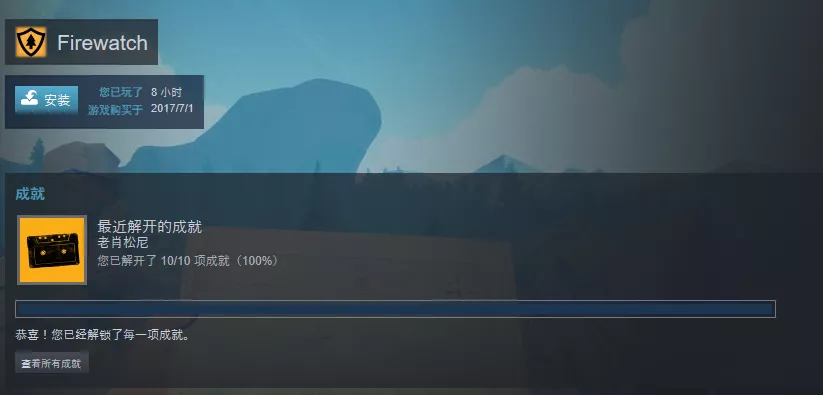 Firewatch
安装
您已玩了 8 小时
游戏购买于 2017/7/1
成就
最近解开的成就
老肖松尼
您已解开了 10/10 项成就（100%）
恭喜！您已经解锁了每一项成就。
查看所有成就